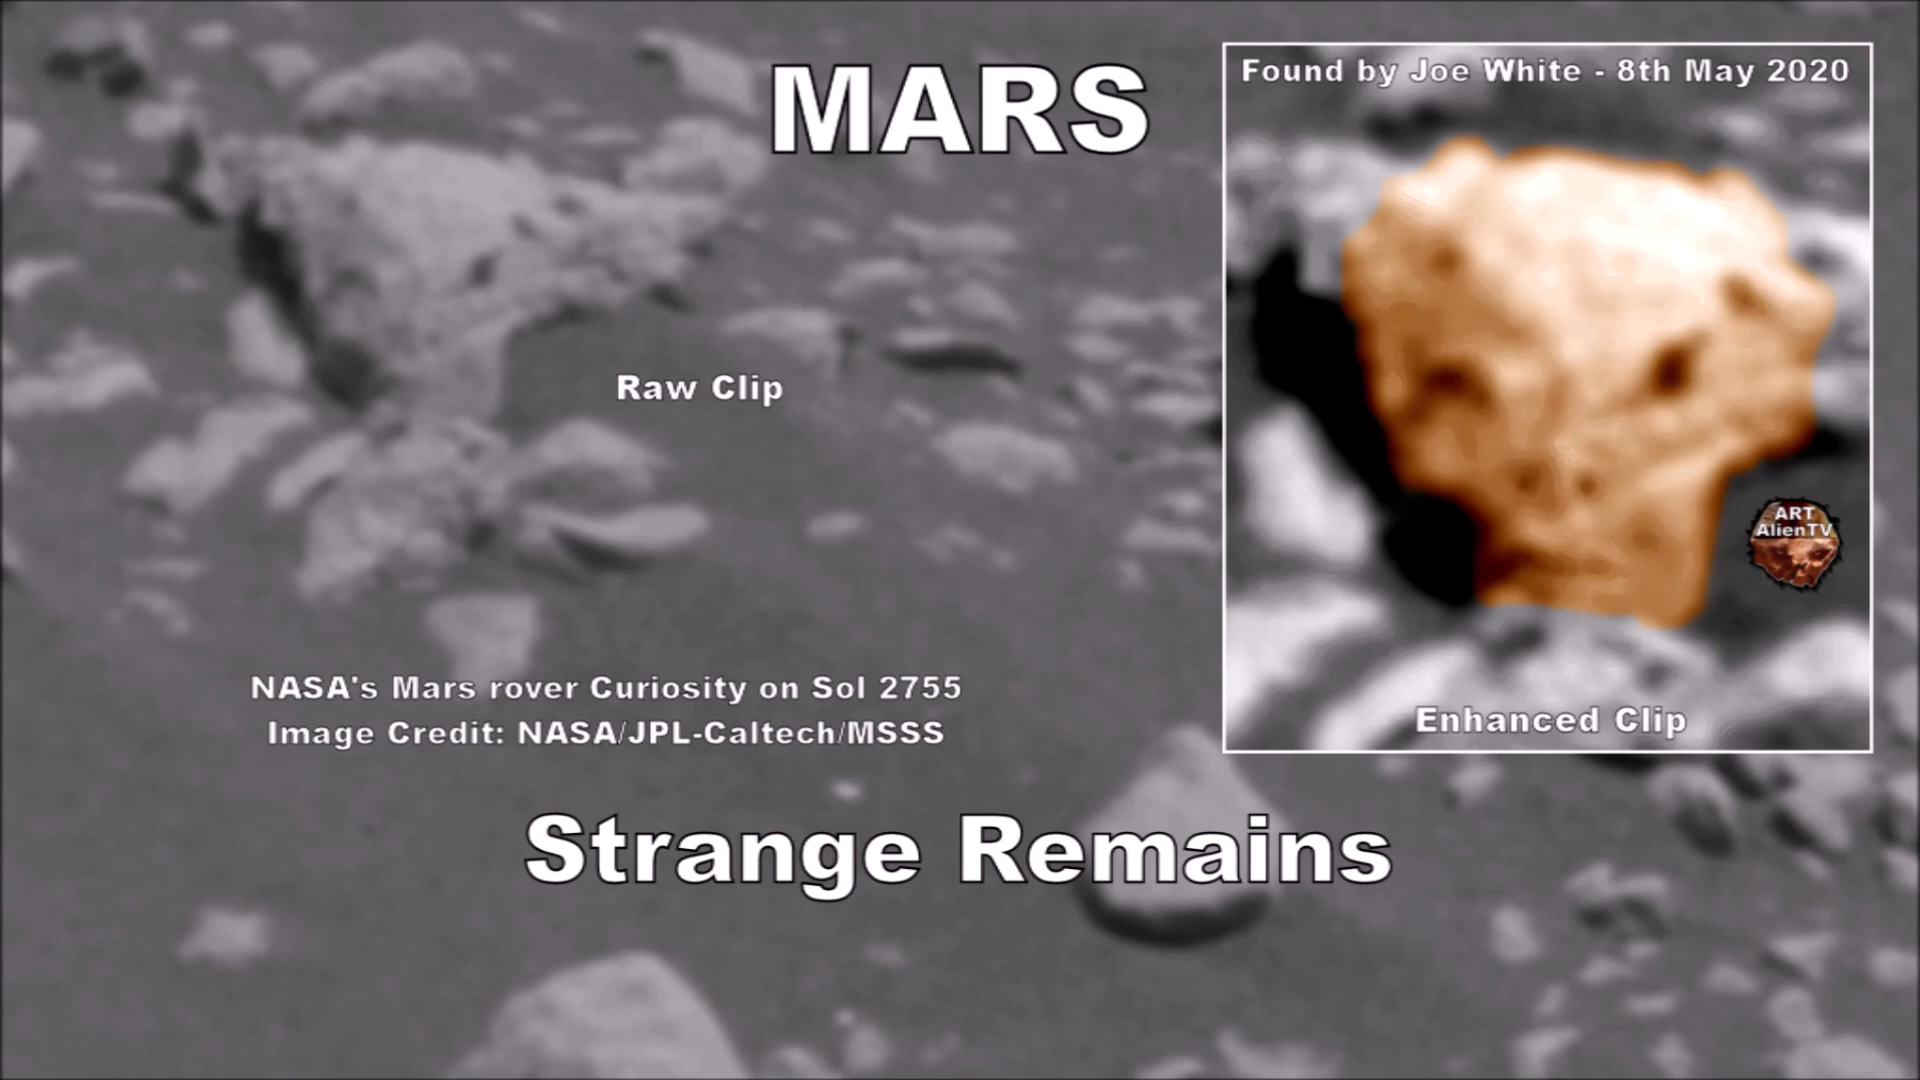 MARS
Found by Joe White - 8th May 2020
Raw Clip
ART
AlienTV
NASA's Mars rover Curiosity on Sol 2755
Image Credit: NASA/JPL-Caltech/MSSS
Enhanced Clip
Strange Remains